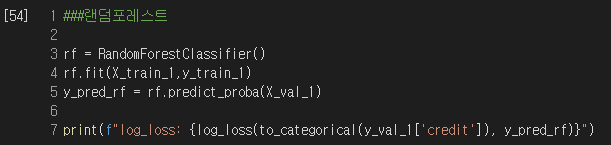 [54] 1 ###랜덤포레스트
2
3 rf = RandomForestClassifier()
4 rf.fit(X_train_1,y_train_1)
5 y_pred_rf = rf.predict_proba(X_val_1)
6
7 print(f"log_loss: {log_loss(to_categorical(y_val_1['credit']), y_pred_rf)}")